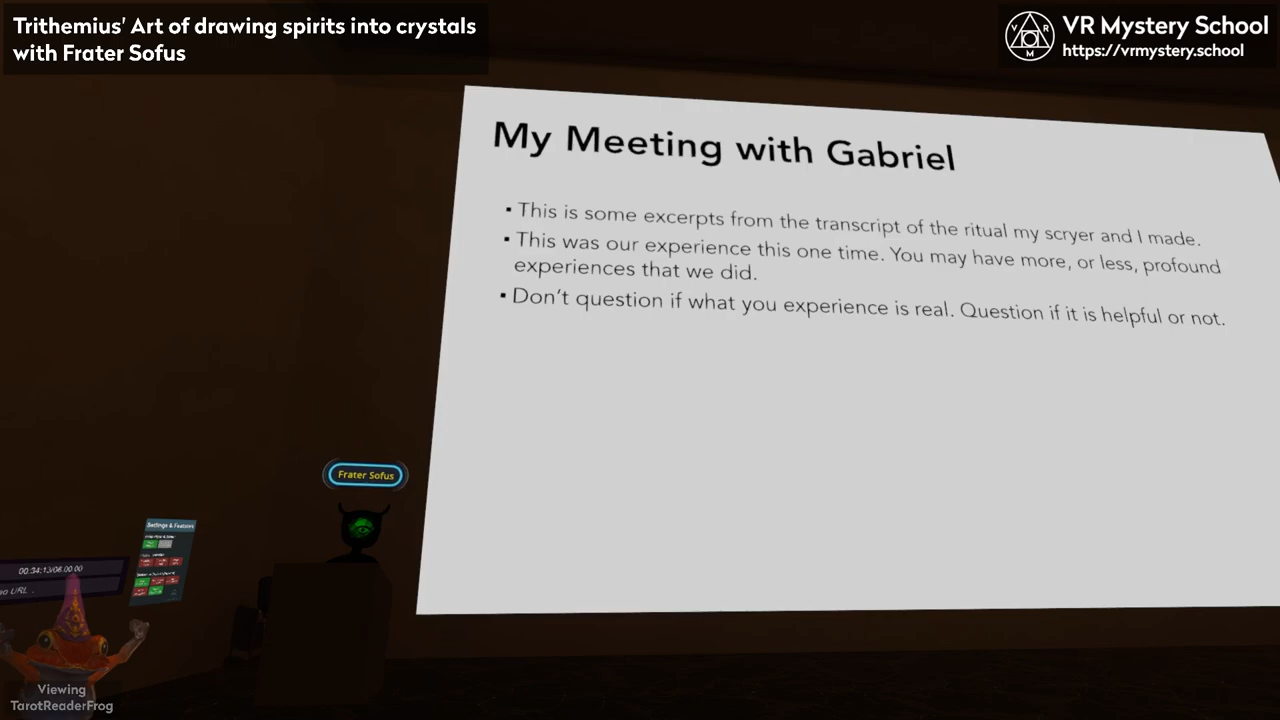 Trithemius' Art of drawing spirits into crystals
with Frater Sofus
VR Mystery School
https://vrmystery.school
V R
M
My Meeting with Gabriel
▪ This is some excerpts from the transcript of the ritual my scryer and I made.
▪ This was our experience this one time. You may have more, or less, profound
experiences that we did.
▪ Don't question if what you experience is real. Question if it is helpful or not.
Frater Sofus
Settings & Features
URL .
Viewing
TarotReaderFrog